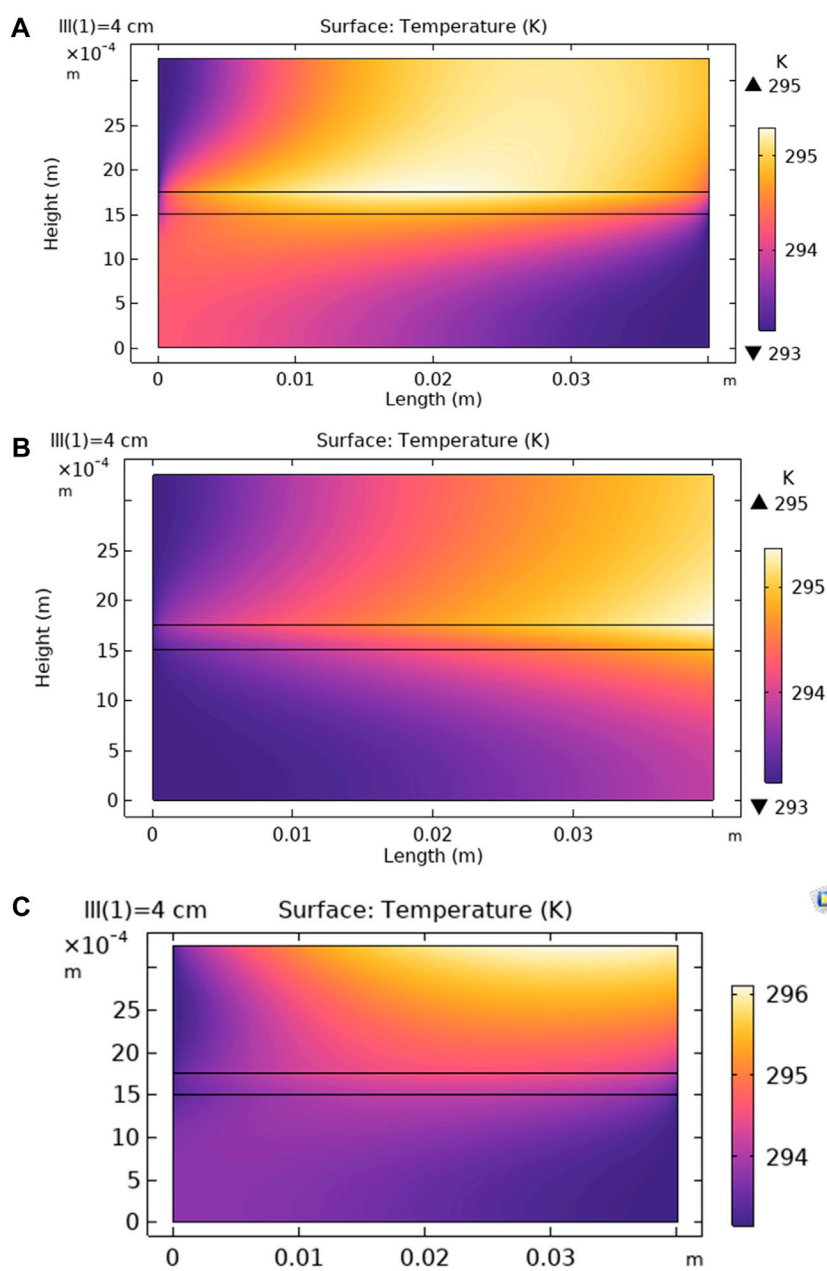 A
III(1)=4 cm Surface: Temperature (K)
×10⁻⁴
m
K
▲ 295
295
294
▼ 293
Height (m)
25
20
15
10
5
0
0 0.01 0.02 0.03 m
Length (m)
B
III(1)=4 cm Surface: Temperature (K)
×10⁻⁴
m
K
▲ 295
295
294
▼ 293
Height (m)
25
20
15
10
5
0
0 0.01 0.02 0.03 m
Length (m)
C
III(1)=4 cm Surface: Temperature (K)
×10⁻⁴
m
296
295
294
25
20
15
10
5
0
0 0.01 0.02 0.03 m